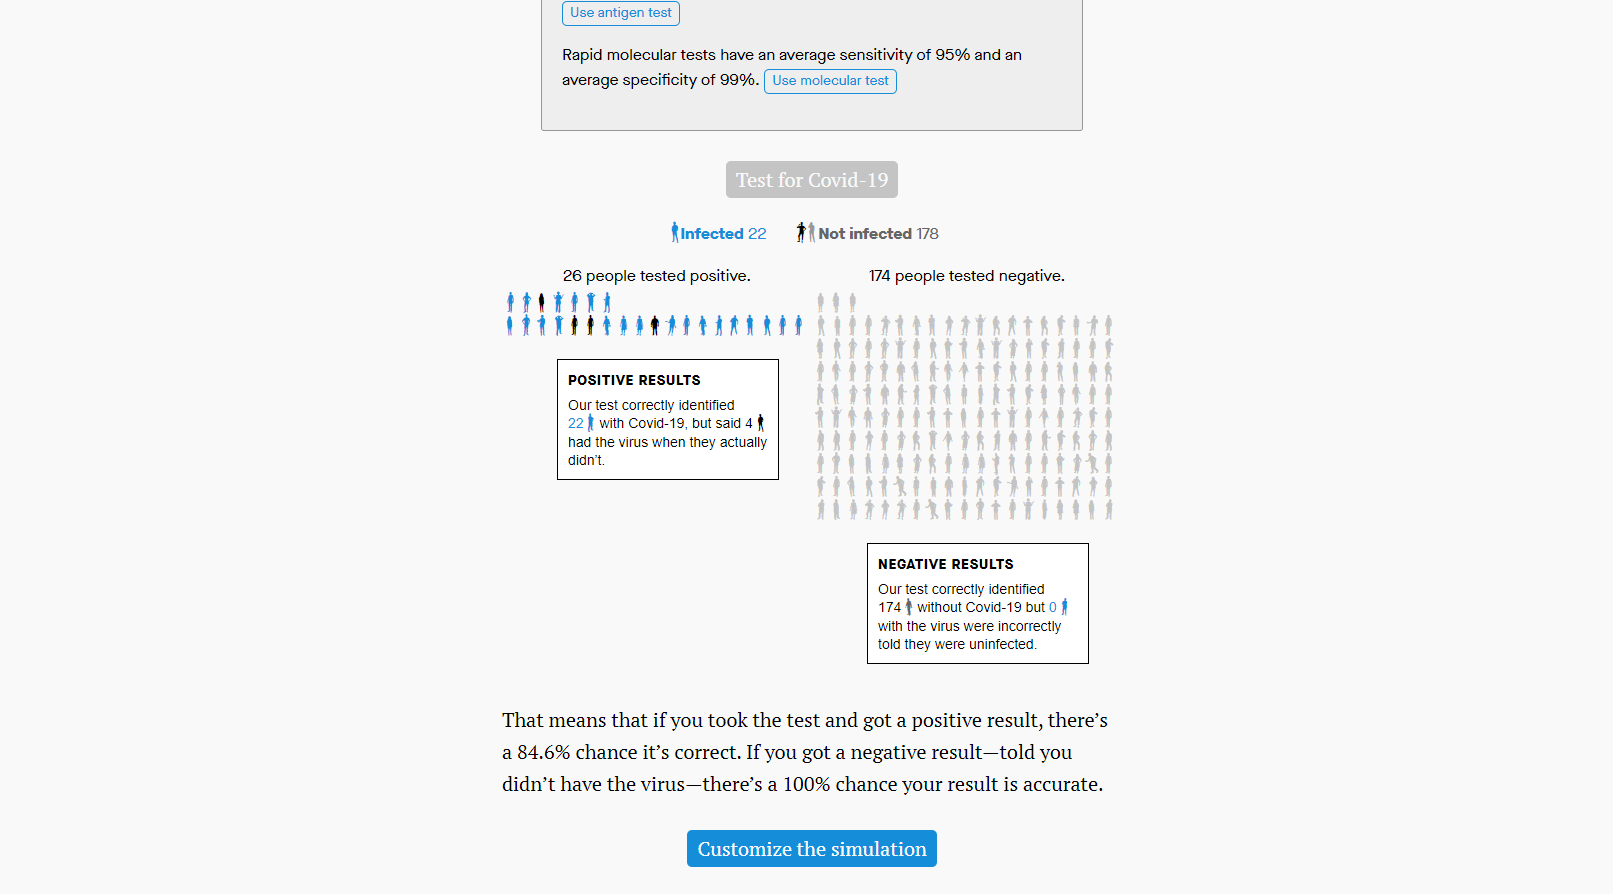 Use antigen test
Rapid molecular tests have an average sensitivity of 95% and an
average specificity of 99%. Use molecular test
Test for Covid-19
Infected 22 Not infected 178
26 people tested positive.
174 people tested negative.
POSITIVE RESULTS
Our test correctly identified
22 with Covid-19, but said 4
had the virus when they actually
didn’t.
NEGATIVE RESULTS
Our test correctly identified
174 without Covid-19 but 0
with the virus were incorrectly
told they were uninfected.
That means that if you took the test and got a positive result, there’s
a 84.6% chance it’s correct. If you got a negative result—told you
didn’t have the virus—there’s a 100% chance your result is accurate.
Customize the simulation